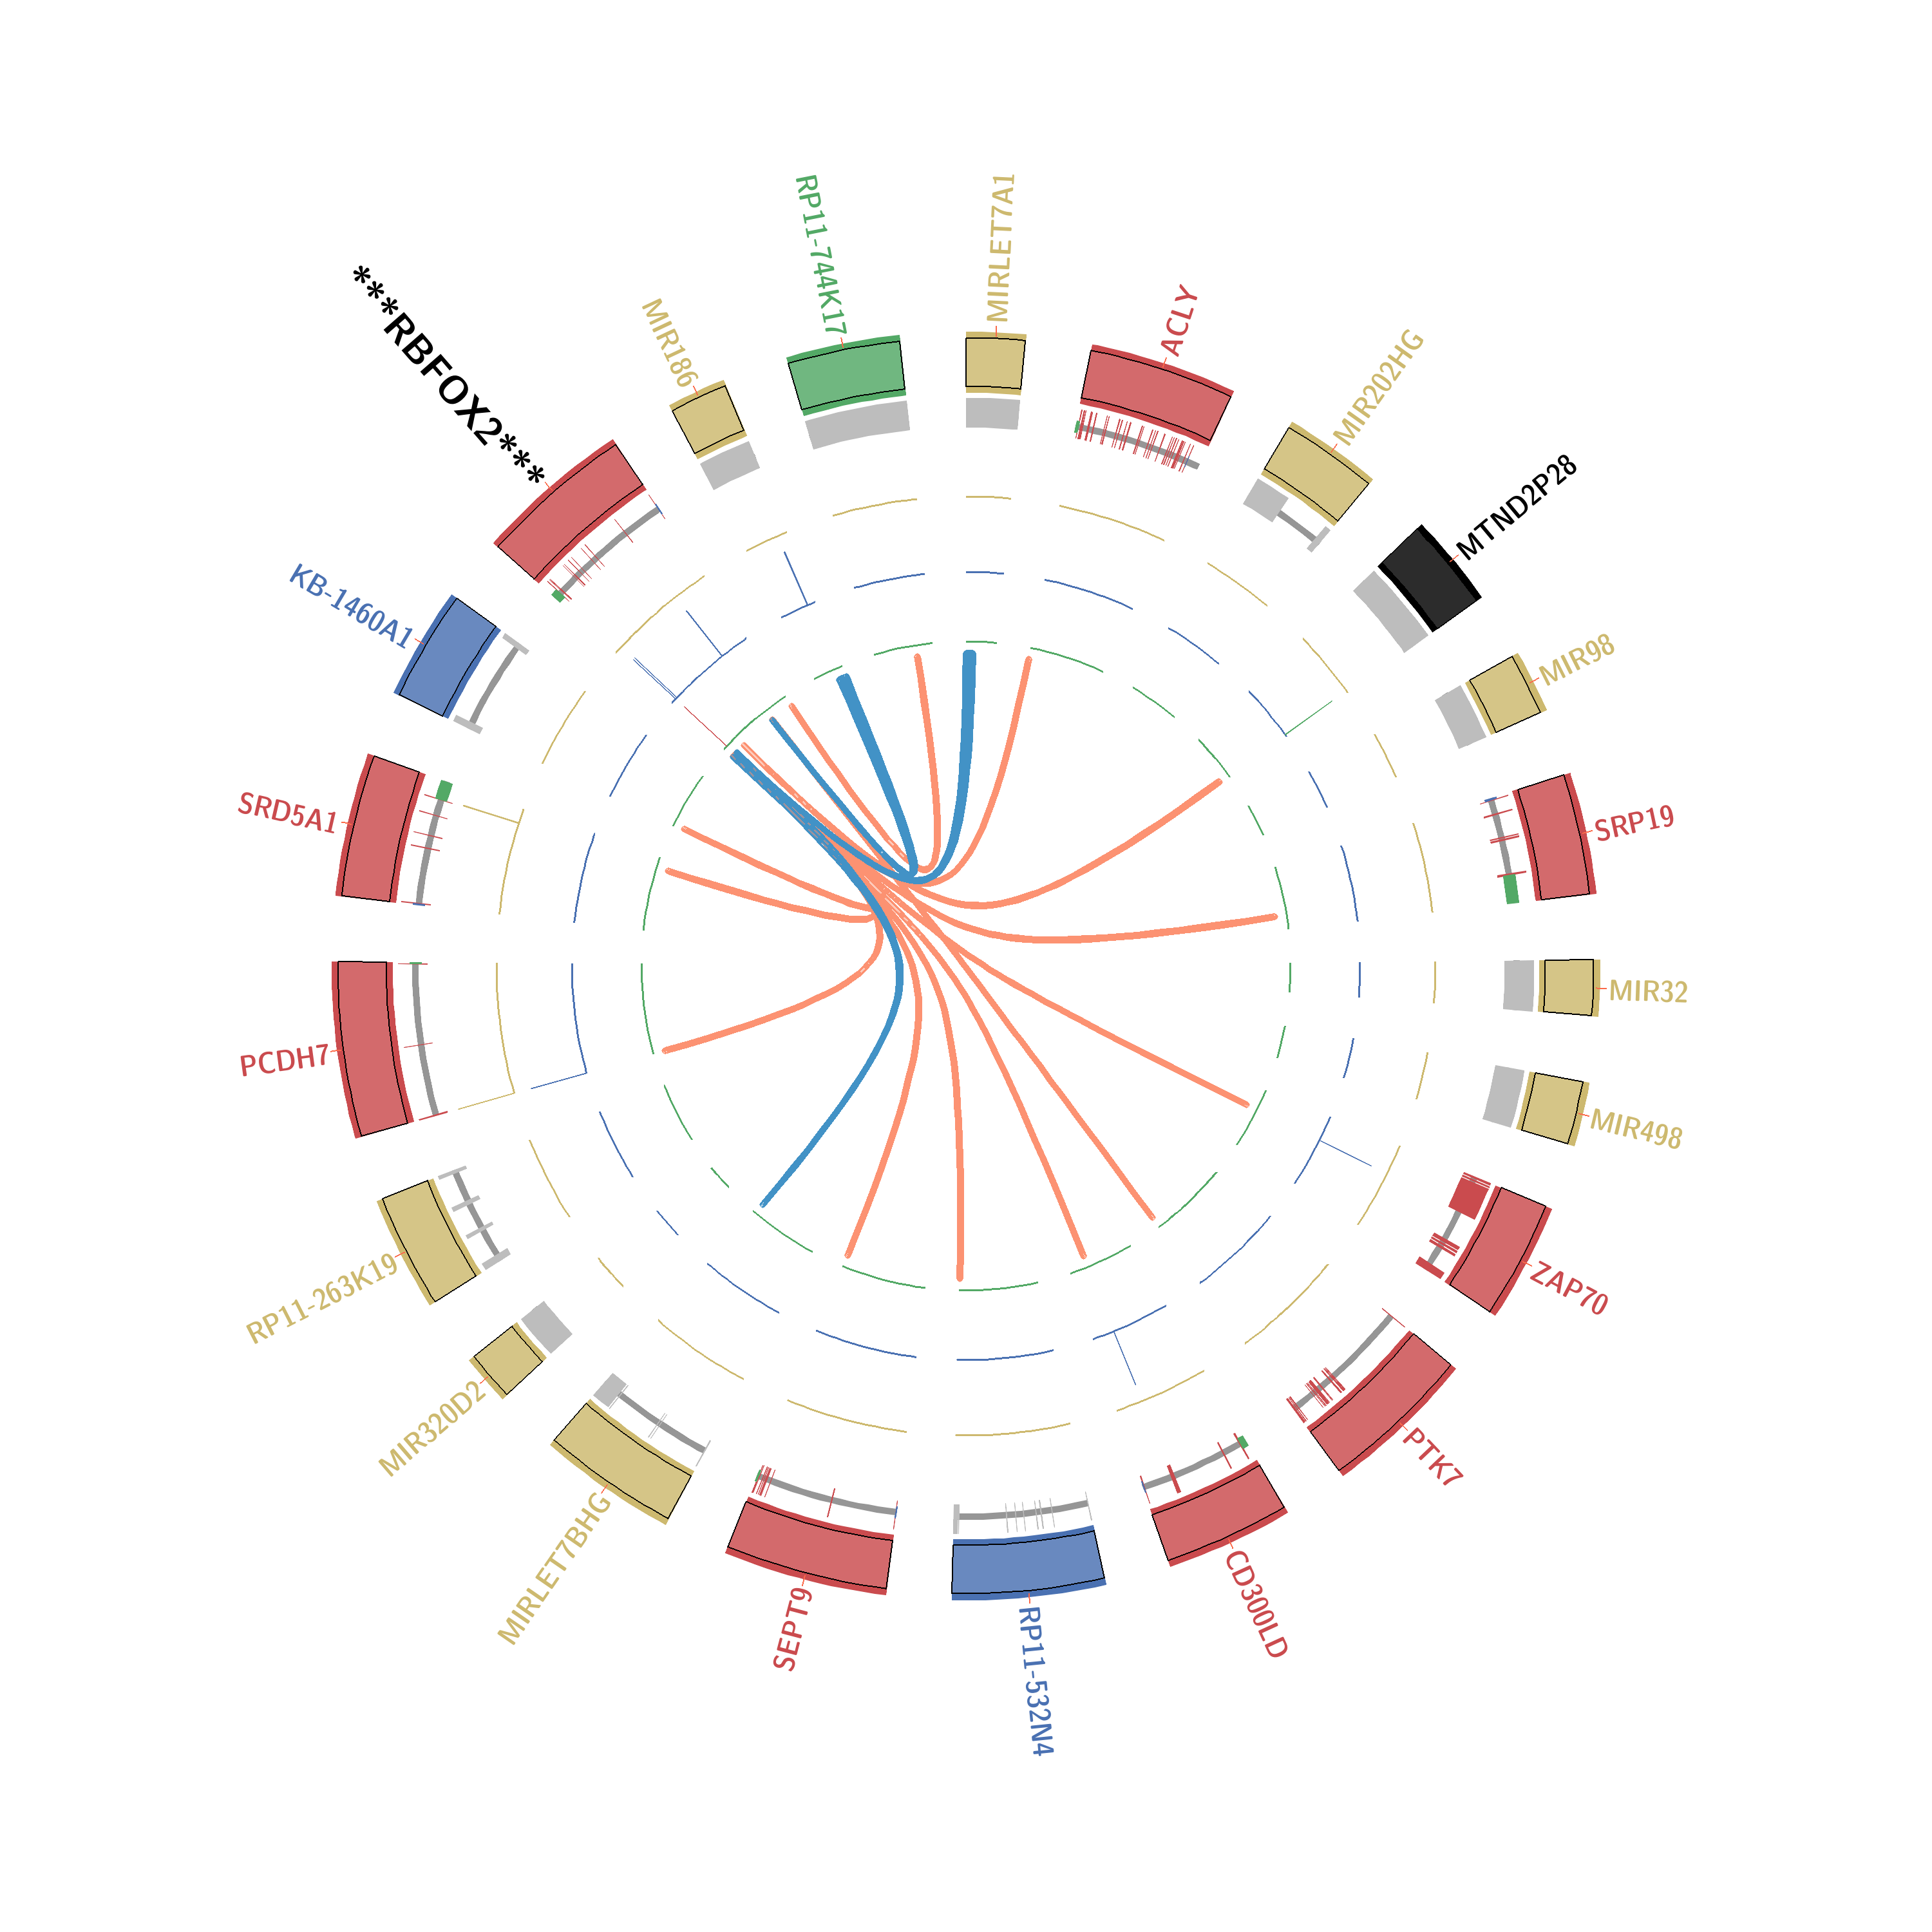 MIRLET7A1
ACLY
MIR202HG
MTND2P28
MIR98
SRP19
MIR32
MIR498
ZAP70
PTK7
CD300LD
RP11-532N4
SEPT9
MIRLET7BHG
MIR320D2
RP11-263K19
PCDH7
SRD5A1
KB-1460A1
***RBFOX2***
MIR186
RP11-744K17